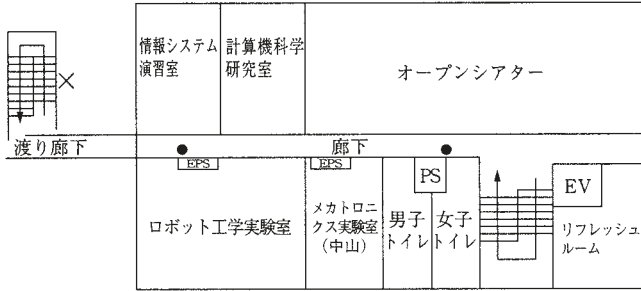 情報システム
演習室
計算機科学
研究室
オープンシアター
渡り廊下
廊下
EPS
EPS
PS
EV
ロボット工学実験室
メカトロニ
クス実験室
(中山)
男子
トイレ
女子
トイレ
リフレッシュ
ルーム